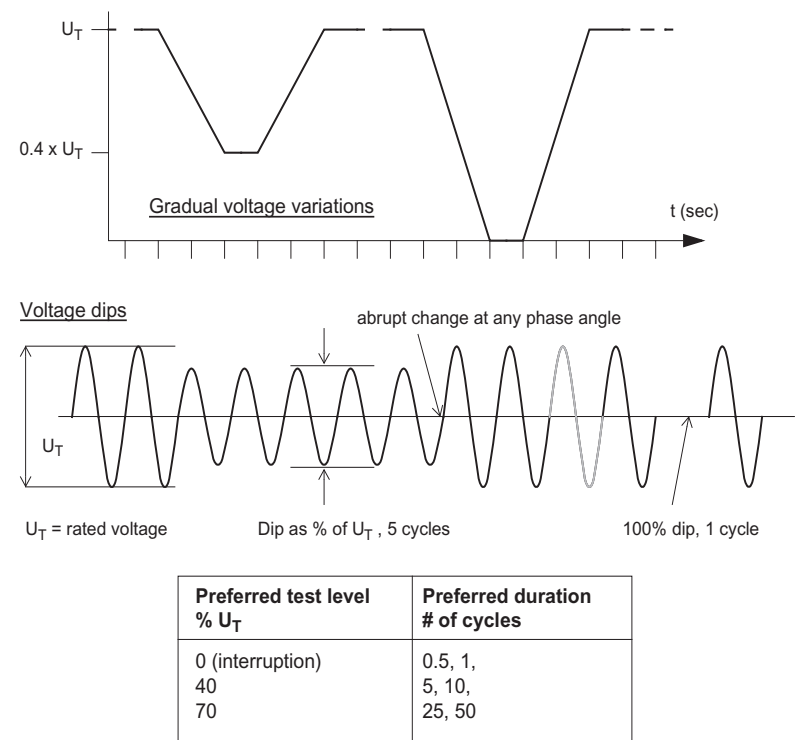 U_T
0.4 x U_T
Gradual voltage variations
t (sec)
Voltage dips
abrupt change at any phase angle
U_T
U_T = rated voltage
Dip as % of U_T , 5 cycles
100% dip, 1 cycle
Preferred test level
% U_T
Preferred duration
# of cycles
0 (interruption)
0.5, 1,
40
5, 10,
70
25, 50